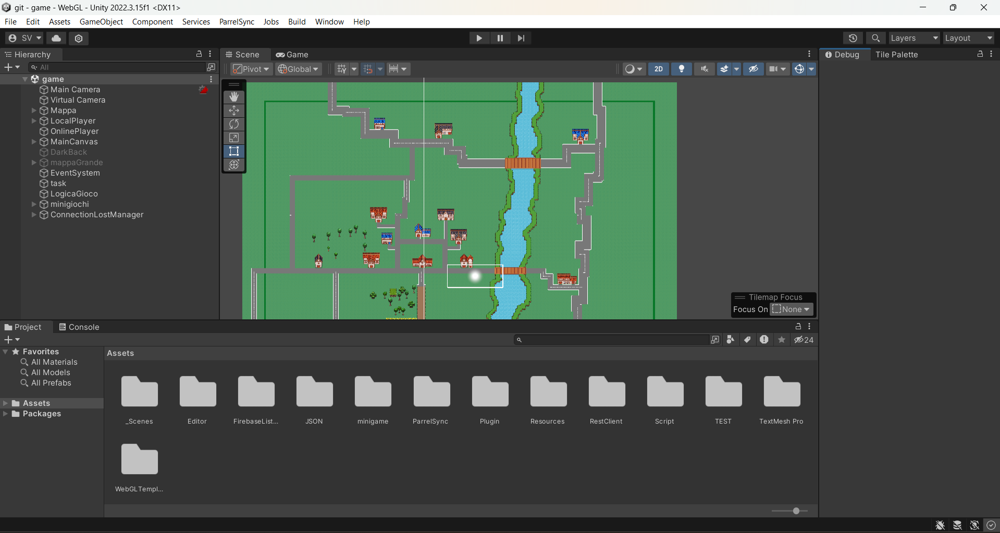 git - game - WebGL - Unity 2022.3.15f1 <DX11>
File Edit Assets GameObject Component Services ParrelSync Jobs Build Window Help
SV Layers Layout
Hierarchy
All
game
Main Camera
Virtual Camera
Mappa
LocalPlayer
OnlinePlayer
MainCanvas
DarkBack
mappaGrande
EventSystem
task
LogicaGioco
minigiochi
ConnectionLostManager
Scene Game
Pivot Global 2D
Tilemap Focus
Focus On None
Debug Tile Palette
Project Console
24
Favorites
All Materials
All Models
All Prefabs
Assets
Packages
Assets
_Scenes Editor FirebaseList... JSON minigame ParrelSync Plugin Resources RestClient Script TEST TextMesh Pro
WebGLTempl...